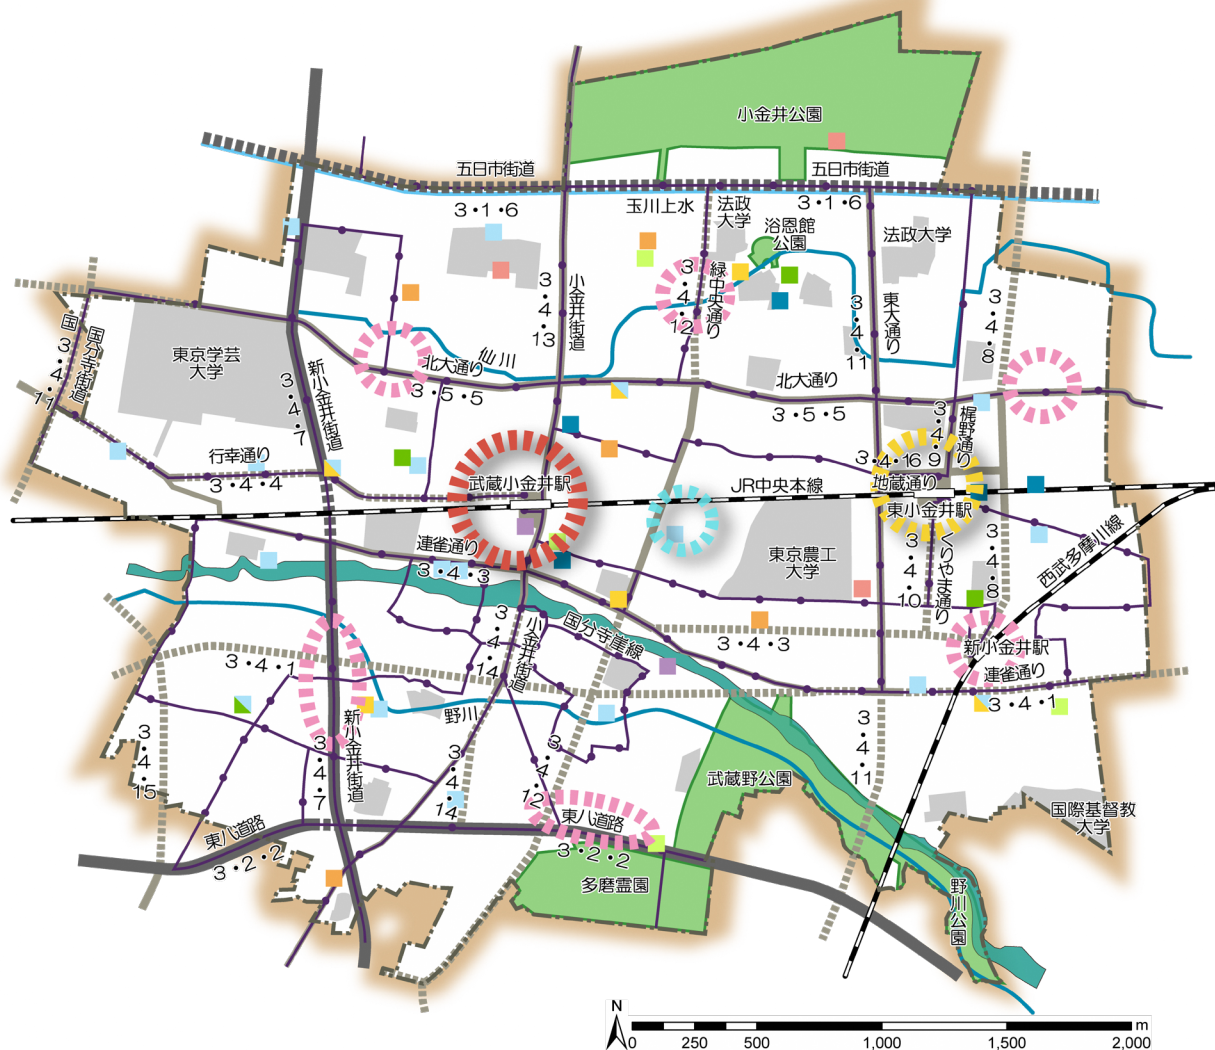 小金井公園
五日市街道
五日市街道
3・1・6
3・1・6
玉川上水
法政
大学
浴恩館
公園
法政大学
小金井街道
3・4・13
緑中央通り
3・4・12
東大通り
3・4・11
3・4・8
国分寺街道
国3・4・11
東京学芸
大学
新小金井街道
3・4・7
仙川
北大通り
3・5・5
北大通り
3・5・5
梶野通り
3・4・9
3・4・16
行幸通り
3・4・4
武蔵小金井駅
JR中央本線
地蔵通り
東小金井駅
連雀通り
3・4・3
東京農工
大学
くりやま通り
3・4・10
3・4・8
西武多摩川線
小金井街道
3・4・14
国分寺崖線
3・4・3
新小金井駅
連雀通り
3・4・1
3・4・1
野川
新小金井街道
3・4・7
3・4・15
3・4・14
3・4・12
3・4・11
武蔵野公園
国際基督教
大学
東八道路
3・2・2
東八道路
3・2・2
多磨霊園
野川公園
N
0 250 500 1,000 1,500 2,000
m